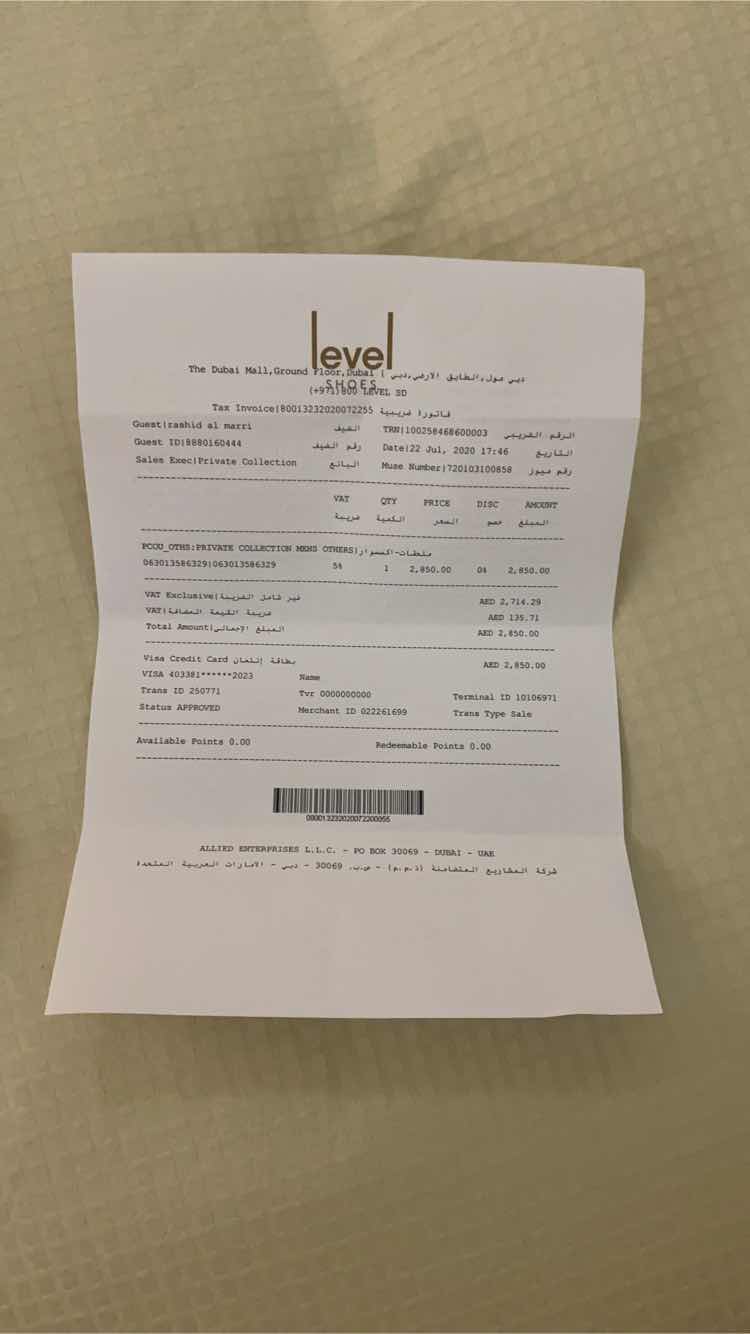 level
SHOES
The Dubai Mall,Ground Floor,Dubai | دبي مول,الطابق الارضي,دبي
(+971)800 LEVEL SD
Tax Invoice|80013232020072255 فاتورة ضريبية
Guest|rashid al marri الضيف TRN|100258468600003 الرقم الضريبي
Guest ID|8880160444 رقم الضيف Date|22 Jul, 2020 17:46 التاريخ
Sales Exec|Private Collection البائع Muse Number|720103100858 رقم ميوز
VAT QTY PRICE DISC AMOUNT
ضريبة الكمية السعر خصم المبلغ
PCOU_OTHS:PRIVATE COLLECTION MENS OTHERS|ملحقات-اكسسوار
063013586329|063013586329 5% 1 2,850.00 0% 2,850.00
VAT Exclusive|غير شامل الضريبة AED 2,714.29
VAT|ضريبة القيمة المضافة AED 135.71
Total Amount|المبلغ الإجمالي AED 2,850.00
Visa Credit Card بطاقة إئتمان AED 2,850.00
VISA 403381******2023 Name
Trans ID 250771 Tvr 0000000000 Terminal ID 10106971
Status APPROVED Merchant ID 022261699 Trans Type Sale
Available Points 0.00 Redeemable Points 0.00
ALLIED ENTERPRISES L.L.C. - PO BOX 30069 - DUBAI - UAE
شركة المشاريع المتضامنة (ذ.م.م) - ص.ب. 30069 - دبي - الامارات العربية المتحدة